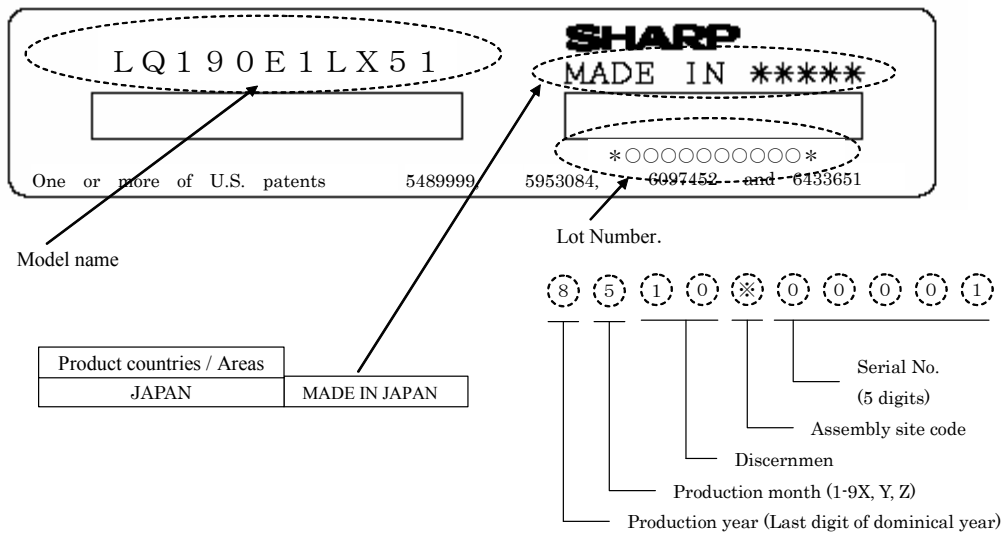 SHARP
LQ190E1LX51
MADE IN *****
*○○○○○○○○○○*
One or more of U.S. patents 5489999, 5953084, 6097452 and 6433651
Model name
Lot Number.
8 5 1 0 ※ 0 0 0 0 1
Product countries / Areas
JAPAN MADE IN JAPAN
Serial No.
(5 digits)
Assembly site code
Discernmen
Production month (1-9X, Y, Z)
Production year (Last digit of dominical year)